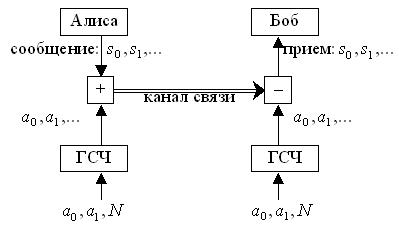 Алиса Боб
сообщение: s₀, s₁,... прием: s₀, s₁,...
+ −
канал связи
a₀, a₁,... a₀, a₁,...
ГСЧ ГСЧ
a₀, a₁, N a₀, a₁, N